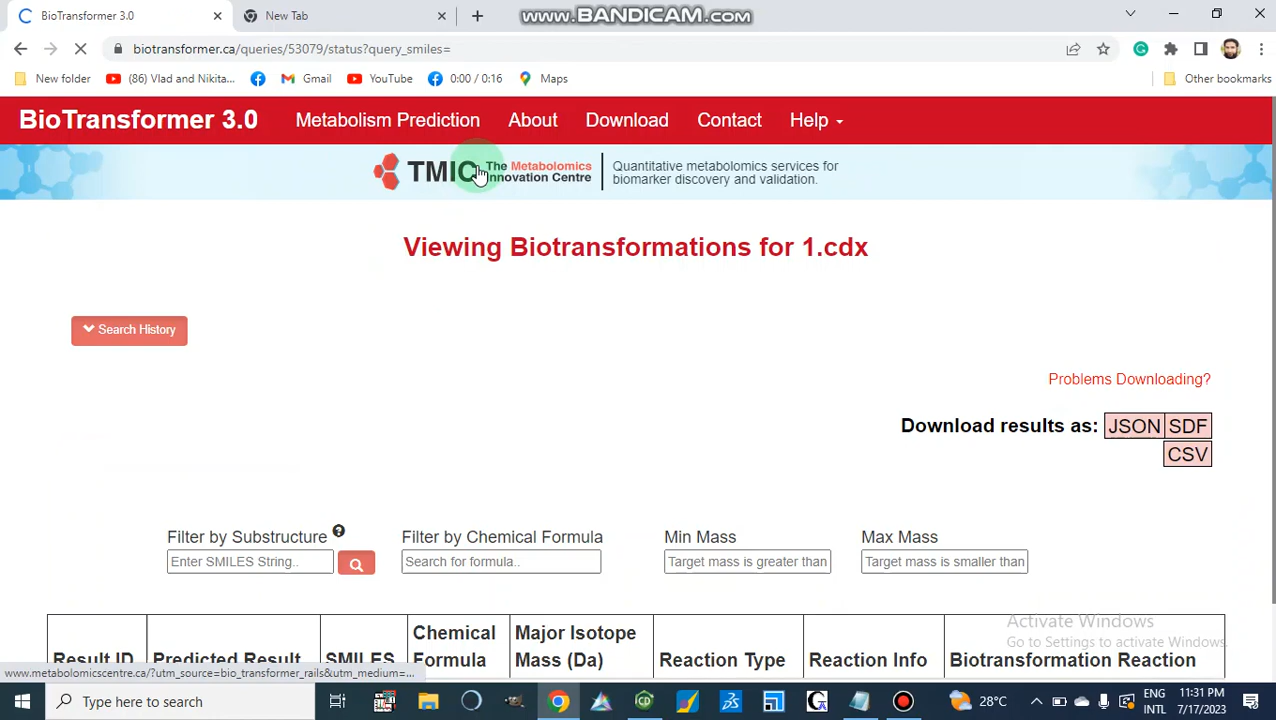 BioTransformer 3.0
New Tab
www.BANDICAM.com
biotransformer.ca/queries/53079/status?query_smiles=
New folder
(86) Vlad and Nikita...
Gmail
YouTube
0:00 / 0:16
Maps
Other bookmarks
BioTransformer 3.0
Metabolism Prediction
About
Download
Contact
Help
TMIC
The Metabolomics
Innovation Centre
Quantitative metabolomics services for
biomarker discovery and validation.
Viewing Biotransformations for 1.cdx
Search History
Problems Downloading?
Download results as: JSON SDF
CSV
Filter by Substructure
Filter by Chemical Formula
Min Mass
Max Mass
Enter SMILES String..
Search for formula..
Target mass is greater than
Target mass is smaller than
Result ID
Predicted Result
SMILES
Chemical
Formula
Major Isotope
Mass (Da)
Reaction Type
Reaction Info
Biotransformation Reaction
Activate Windows
Go to Settings to activate Windows.
www.metabolomicscentre.ca/?utm_source=bio_transformer_rails&utm_medium=...
Type here to search
28°C
ENG
INTL
11:31 PM
7/17/2023